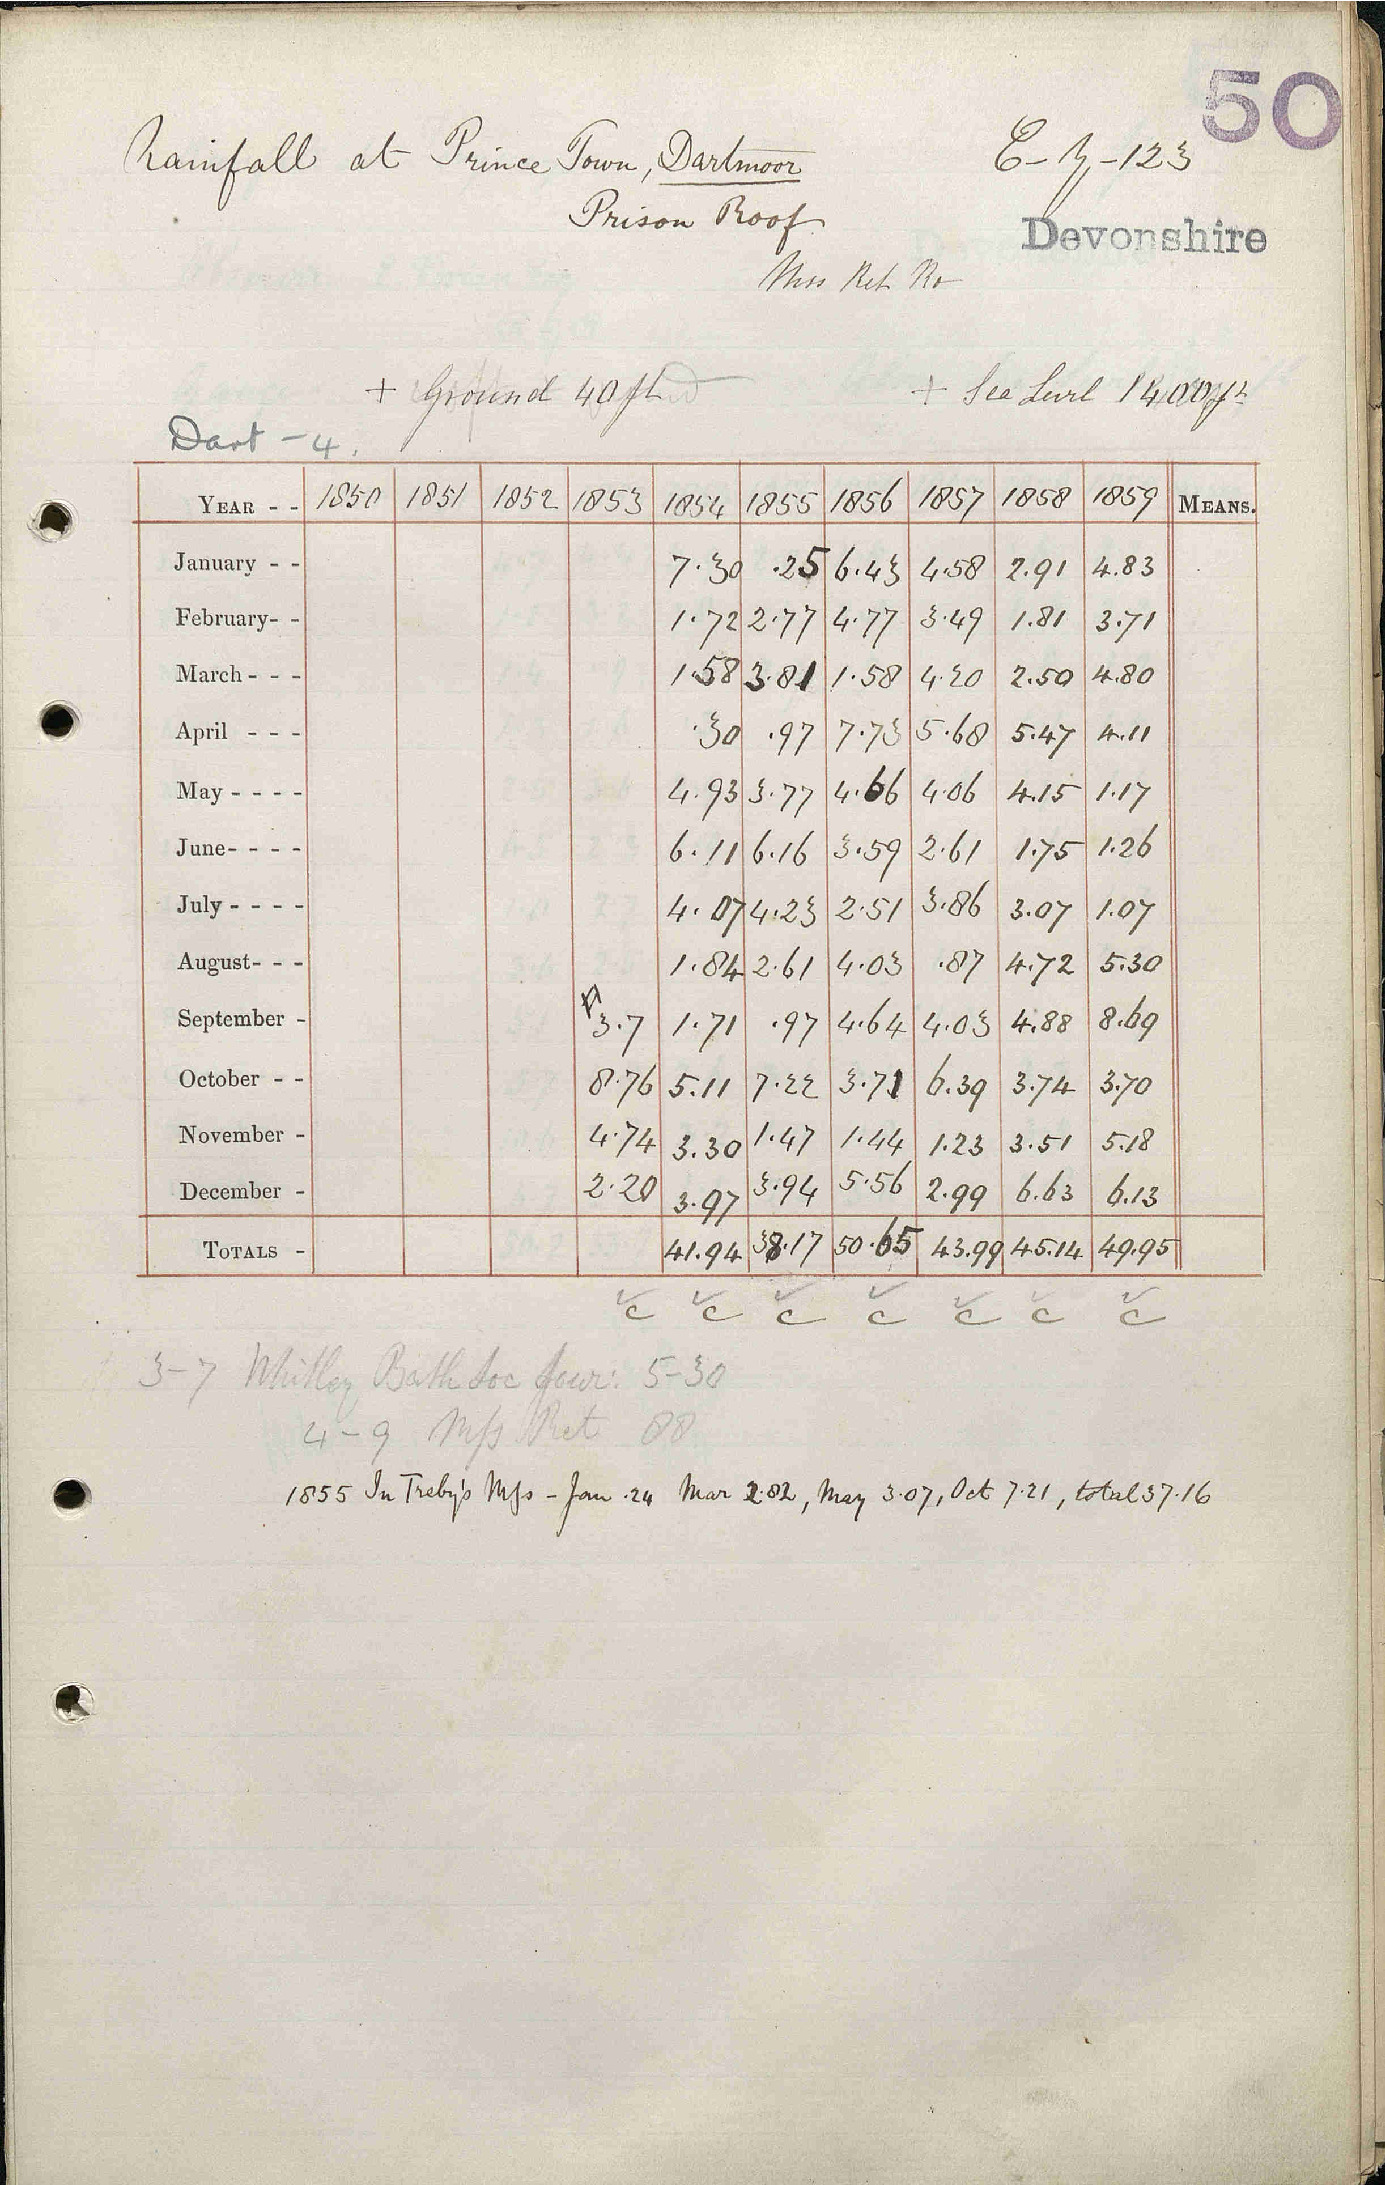 50
Rainfall at Prince Town, Dartmoor
Prison Roof
Devonshire
Mss Ret Ro
+ Ground 40 ft + Sea Level 1400 ft
Dart - 4.
YEAR - - 1850 1851 1852 1853 1854 1855 1856 1857 1858 1859 MEANS.
January - - 7.30 .25 6.43 4.58 2.91 4.83
February- - 1.72 2.77 4.77 3.49 1.81 3.71
March - - - 1.58 3.81 1.58 4.20 2.50 4.80
April - - - .30 .97 7.73 5.68 5.47 4.11
May - - - - 4.93 3.77 4.66 4.06 4.15 1.17
June- - - - 6.11 6.16 3.59 2.61 1.75 1.26
July - - - - 4.07 4.23 2.51 3.86 3.07 1.07
August- - - 1.84 2.61 4.03 .87 4.72 5.30
September - 3.7 1.71 .97 4.64 4.03 4.88 8.69
October - - 8.76 5.11 7.22 3.71 6.39 3.74 3.70
November - 4.74 3.30 1.47 1.44 1.23 3.51 5.18
December - 2.20 3.97 3.94 5.56 2.99 6.63 6.13
TOTALS - 41.94 38.17 50.65 43.99 45.14 49.95
c c c c c c c
3-7 Whitley Bath Soc Jour: 5-30
4-9 Mss Ret 88
1855 In Treby's Mss - Jan .24 Mar 2.82, May 3.07, Oct 7.21, total 37.16